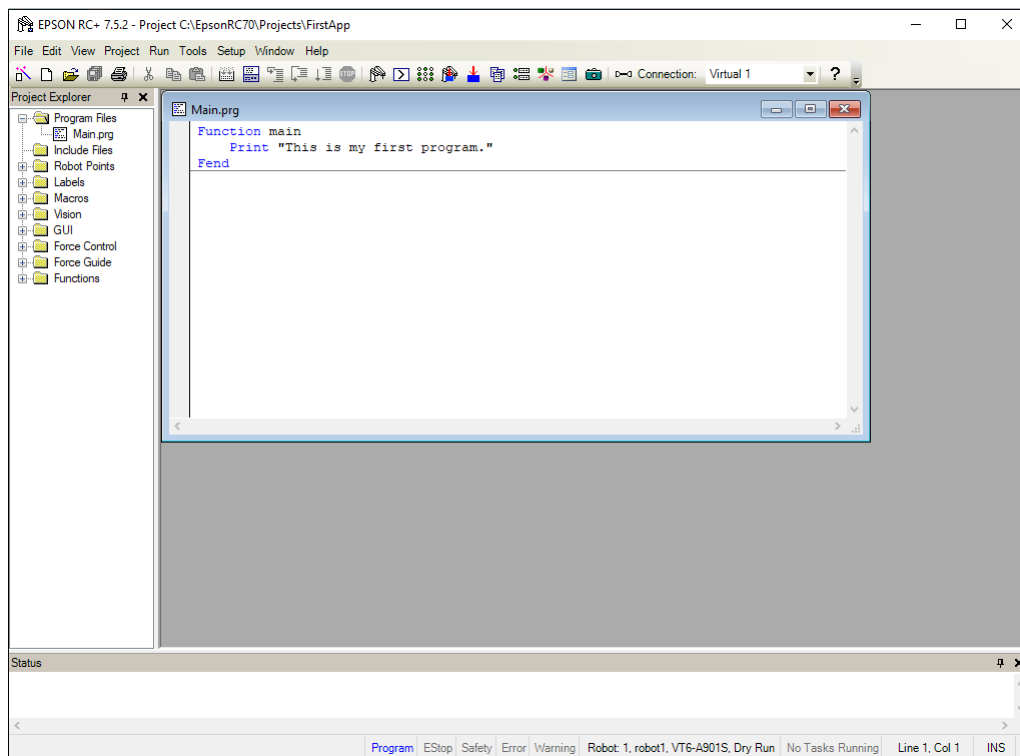 EPSON RC+ 7.5.2 - Project C:\EpsonRC70\Projects\FirstApp
File Edit View Project Run Tools Setup Window Help
STOP Connection: Virtual 1 ?
Project Explorer
Program Files
Main.prg
Include Files
Robot Points
Labels
Macros
Vision
GUI
Force Control
Force Guide
Functions
Main.prg
Function main
Print "This is my first program."
Fend
Status
Program EStop Safety Error Warning Robot: 1, robot1, VT6-A901S, Dry Run No Tasks Running Line 1, Col 1 INS